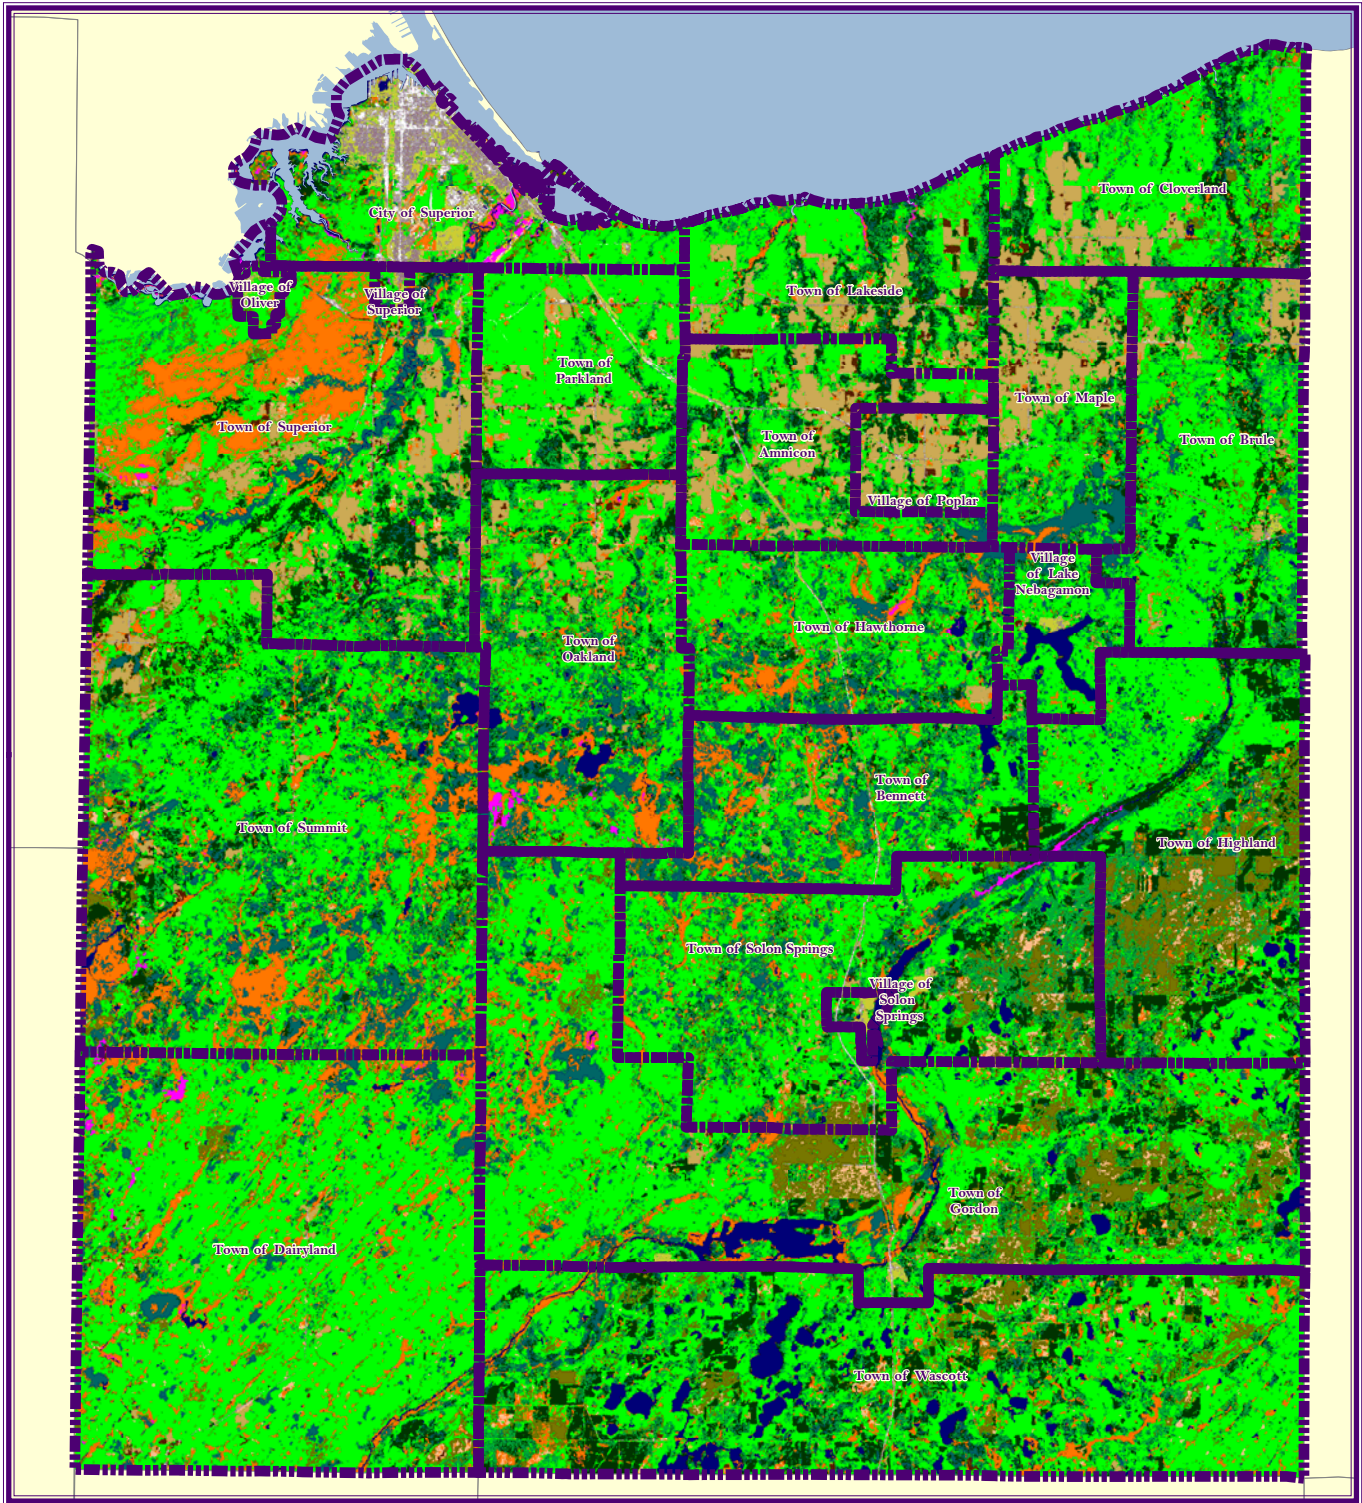 Town of Cloverland
City of Superior
Village of
Oliver
Village of
Superior
Town of Lakeside
Town of
Parkland
Town of Maple
Town of Superior
Town of
Amnicon
Town of Brule
Village of Poplar
Village
of Lake
Nebagamon
Town of Hawthorne
Town of
Oakland
Town of
Bennett
Town of Summit
Town of Highland
Town of Solon Springs
Village of
Solon
Springs
Town of
Gordon
Town of Dairyland
Town of Wascott